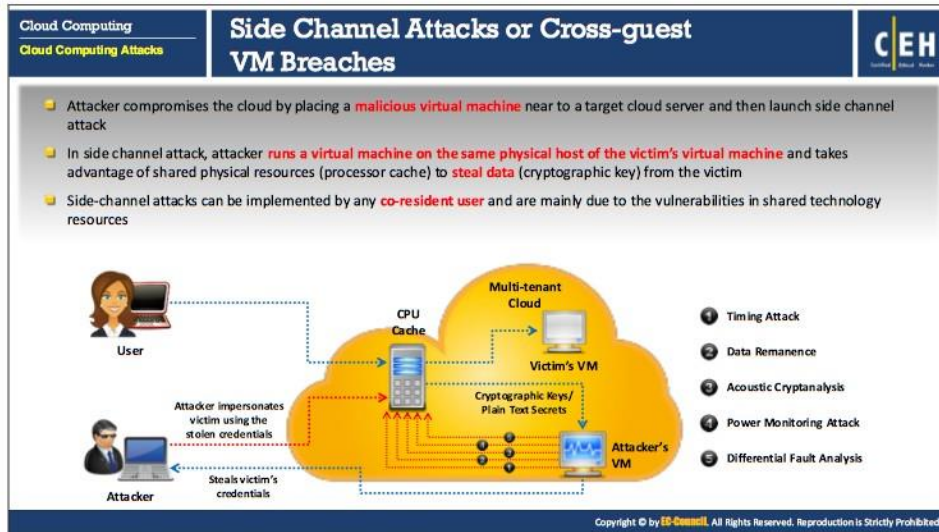 Cloud Computing
Cloud Computing Attacks
Side Channel Attacks or Cross-guest
VM Breaches
CEH
Certified Ethical Hacker
Attacker compromises the cloud by placing a malicious virtual machine near to a target cloud server and then launch side channel
attack
In side channel attack, attacker runs a virtual machine on the same physical host of the victim's virtual machine and takes
advantage of shared physical resources (processor cache) to steal data (cryptographic key) from the victim
Side-channel attacks can be implemented by any co-resident user and are mainly due to the vulnerabilities in shared technology
resources
User
CPU
Cache
Multi-tenant
Cloud
Victim's VM
Attacker impersonates
victim using the
stolen credentials
Cryptographic Keys/
Plain Text Secrets
Attacker's
VM
Attacker
Steals victim's
credentials
1 Timing Attack
2 Data Remanence
3 Acoustic Cryptanalysis
4 Power Monitoring Attack
5 Differential Fault Analysis
Copyright © by EC-Council. All Rights Reserved. Reproduction is Strictly Prohibited.